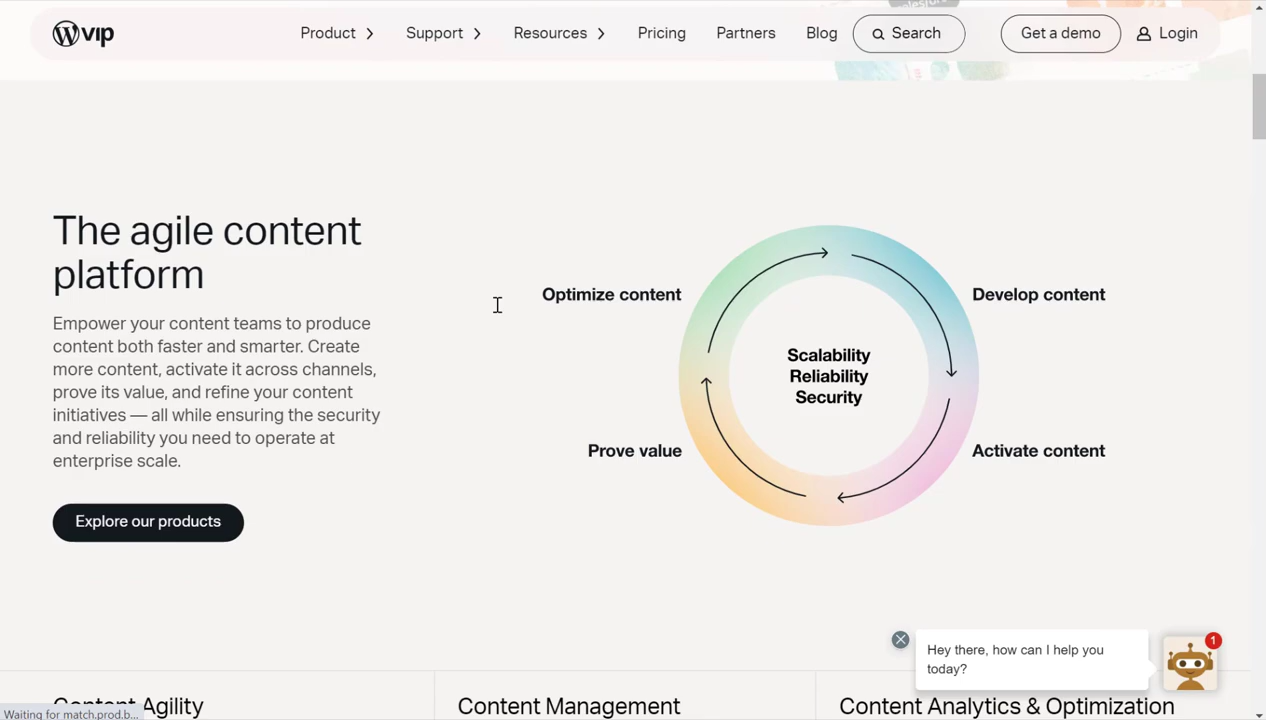 vip
Product
Support
Resources
Pricing
Partners
Blog
Search
Get a demo
Login
The agile content
platform
Empower your content teams to produce
content both faster and smarter. Create
more content, activate it across channels,
prove its value, and refine your content
initiatives — all while ensuring the security
and reliability you need to operate at
enterprise scale.
Explore our products
Optimize content
Develop content
Scalability
Reliability
Security
Prove value
Activate content
Hey there, how can I help you
today?
1
Content Agility
Content Management
Content Analytics & Optimization
Waiting for match.prod.b...